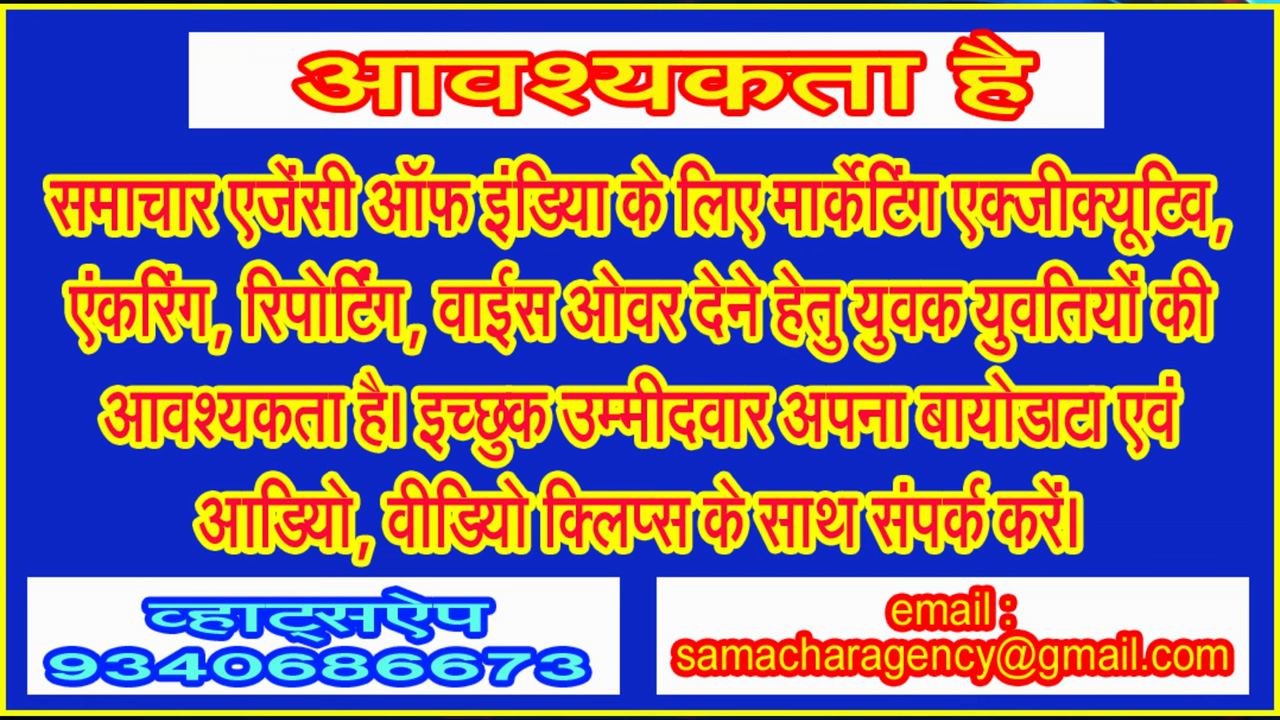 आवश्यकता है
समाचार एजेंसी ऑफ इंडिया के लिए मार्केटिंग एक्जीक्यूटिव,
एंकरिंग, रिपोर्टिंग, वाईस ओवर देने हेतु युवक युवतियों की
आवश्यकता है। इच्छुक उम्मीदवार अपना बायोडाटा एवं
आडियो, वीडियो क्लिप्स के साथ संपर्क करें।
व्हाट्सऐप
9340686673
email :
samacharagency@gmail.com